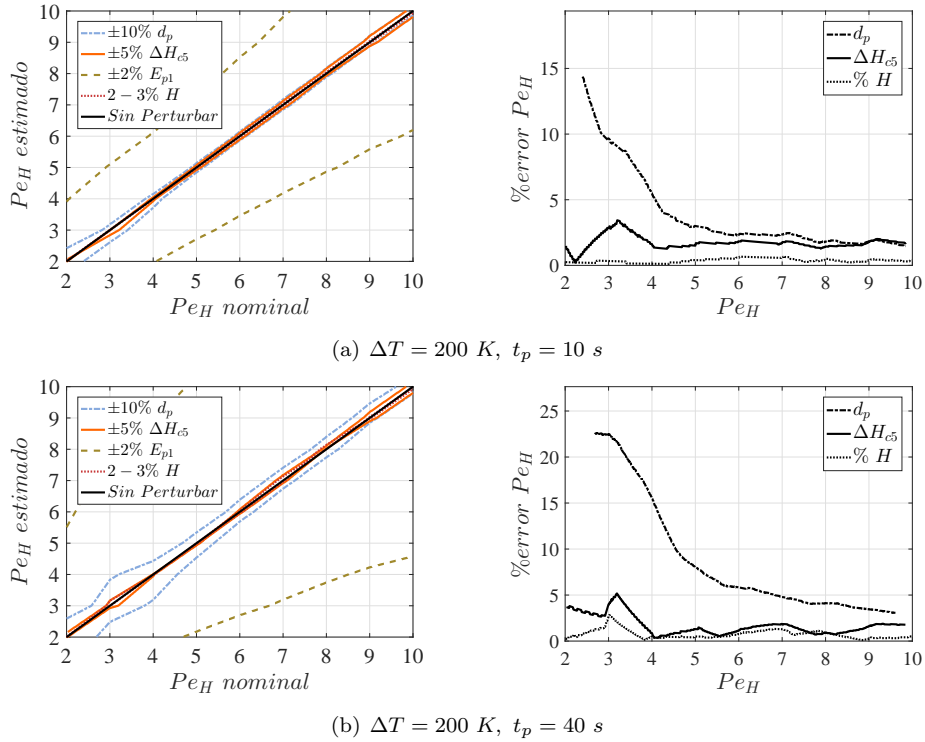 10
9
8
7
6
5
4
3
2
Pe_H estimado
±10% d_p
±5% ΔH_c5
±2% E_p1
2 − 3% H
Sin Perturbar
2 3 4 5 6 7 8 9 10
Pe_H nominal
15
10
5
0
%error Pe_H
d_p
ΔH_c5
% H
2 3 4 5 6 7 8 9 10
Pe_H
(a) ΔT = 200 K, t_p = 10 s
10
9
8
7
6
5
4
3
2
Pe_H estimado
±10% d_p
±5% ΔH_c5
±2% E_p1
2 − 3% H
Sin Perturbar
2 3 4 5 6 7 8 9 10
Pe_H nominal
25
20
15
10
5
0
%error Pe_H
d_p
ΔH_c5
% H
2 3 4 5 6 7 8 9 10
Pe_H
(b) ΔT = 200 K, t_p = 40 s